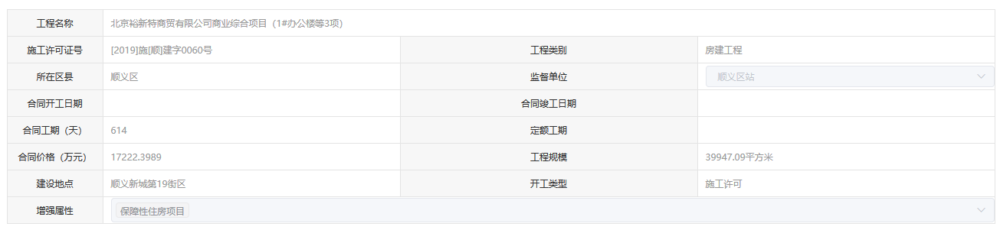 工程名称 北京裕新特商贸有限公司商业综合项目（1#办公楼等3项）
施工许可证号 [2019]施[顺]建字0060号 工程类别 房建工程
所在区县 顺义区 监督单位 顺义区站
合同开工日期 合同竣工日期
合同工期（天） 614 定额工期
合同价格（万元） 17222.3989 工程规模 39947.09平方米
建设地点 顺义新城第19街区 开工类型 施工许可
增强属性 保障性住房项目